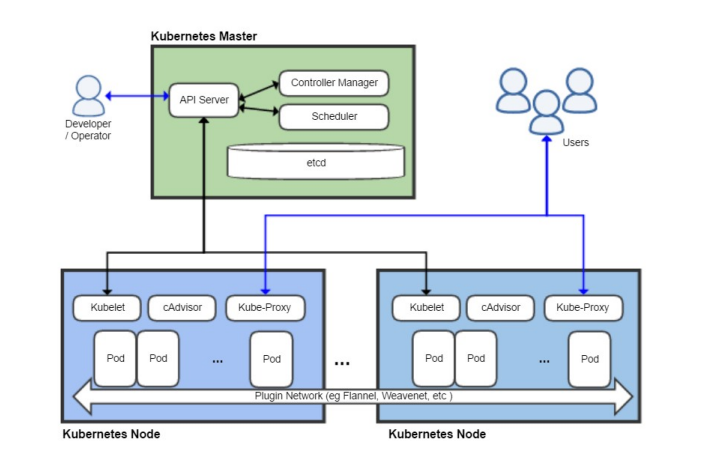 Kubernetes Master
API Server
Controller Manager
Scheduler
etcd
Developer
/ Operator
Users
Kubelet
cAdvisor
Kube-Proxy
Pod
Pod
...
Pod
...
Kubelet
cAdvisor
Kube-Proxy
Pod
Pod
...
Pod
Plugin Network (eg Flannel, Weavenet, etc )
Kubernetes Node
Kubernetes Node